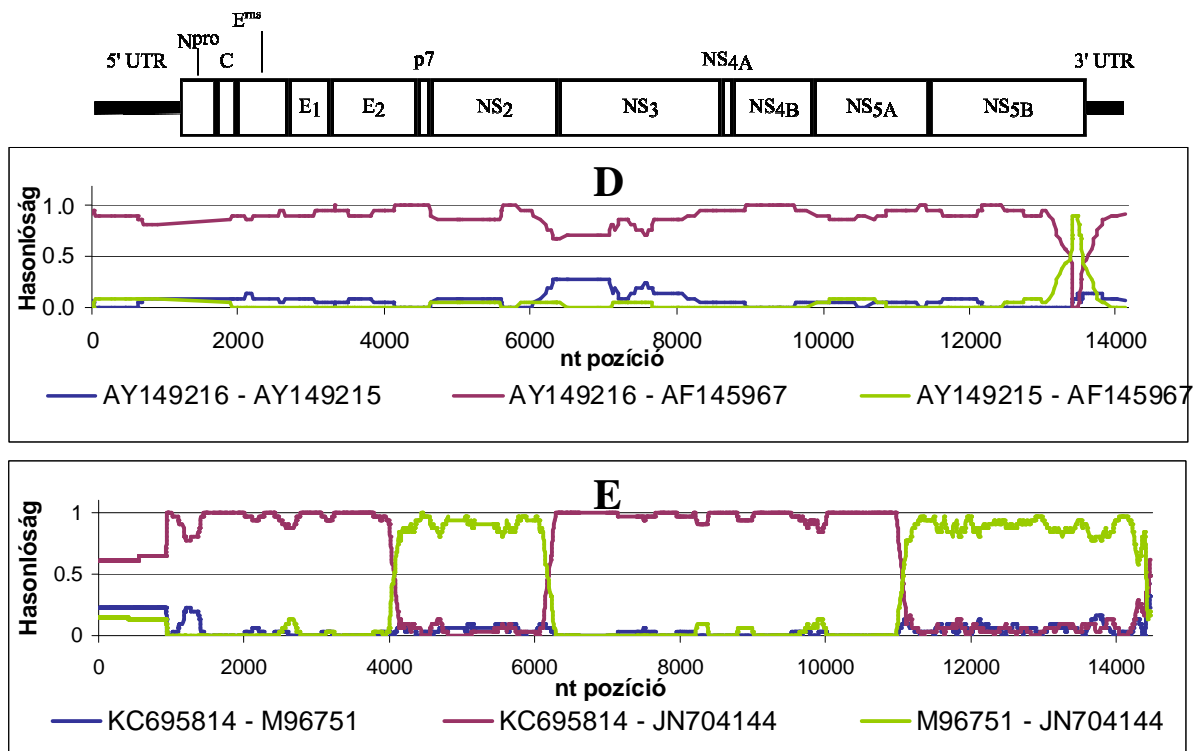 E^rns
N^pro
5' UTR C p7 NS4A 3' UTR
E1 E2 NS2 NS3 NS4B NS5A NS5B
D
Hasonlóság
1.0
0.5
0.0
0 2000 4000 6000 8000 10000 12000 14000
nt pozíció
AY149216 - AY149215 AY149216 - AF145967 AY149215 - AF145967
E
Hasonlóság
1
0.5
0
0 2000 4000 6000 8000 10000 12000 14000
nt pozíció
KC695814 - M96751 KC695814 - JN704144 M96751 - JN704144